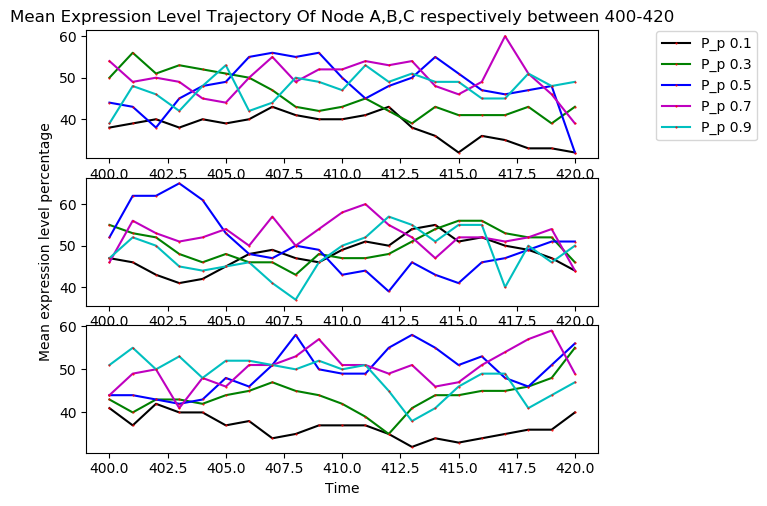 Mean Expression Level Trajectory Of Node A,B,C respectively between 400-420
60
50
40
400.0 402.5 405.0 407.5 410.0 412.5 415.0 417.5 420.0
60
50
40
400.0 402.5 405.0 407.5 410.0 412.5 415.0 417.5 420.0
60
50
40
400.0 402.5 405.0 407.5 410.0 412.5 415.0 417.5 420.0
Time
Mean expression level percentage
P_p 0.1
P_p 0.3
P_p 0.5
P_p 0.7
P_p 0.9